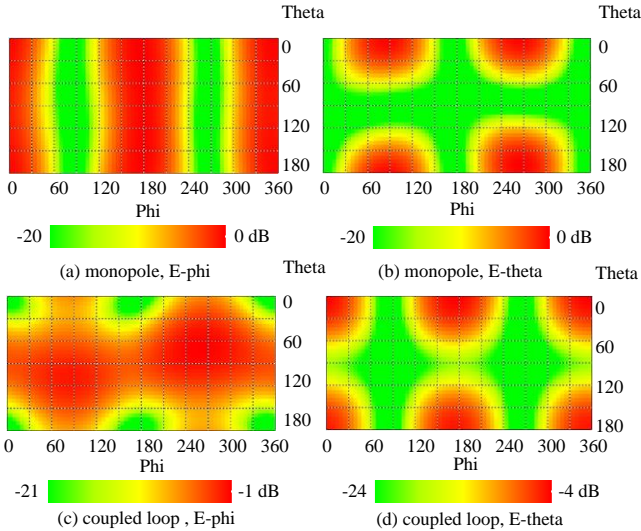 Theta
0
60
120
180
0 60 120 180 240 300 360
Phi
-20 0 dB
(a) monopole, E-phi
Theta
0
60
120
180
0 60 120 180 240 300 360
Phi
-20 0 dB
(b) monopole, E-theta
Theta
0
60
120
180
0 60 120 180 240 300 360
Phi
-21 -1 dB
(c) coupled loop , E-phi
Theta
0
60
120
180
0 60 120 180 240 300 360
Phi
-24 -4 dB
(d) coupled loop, E-theta